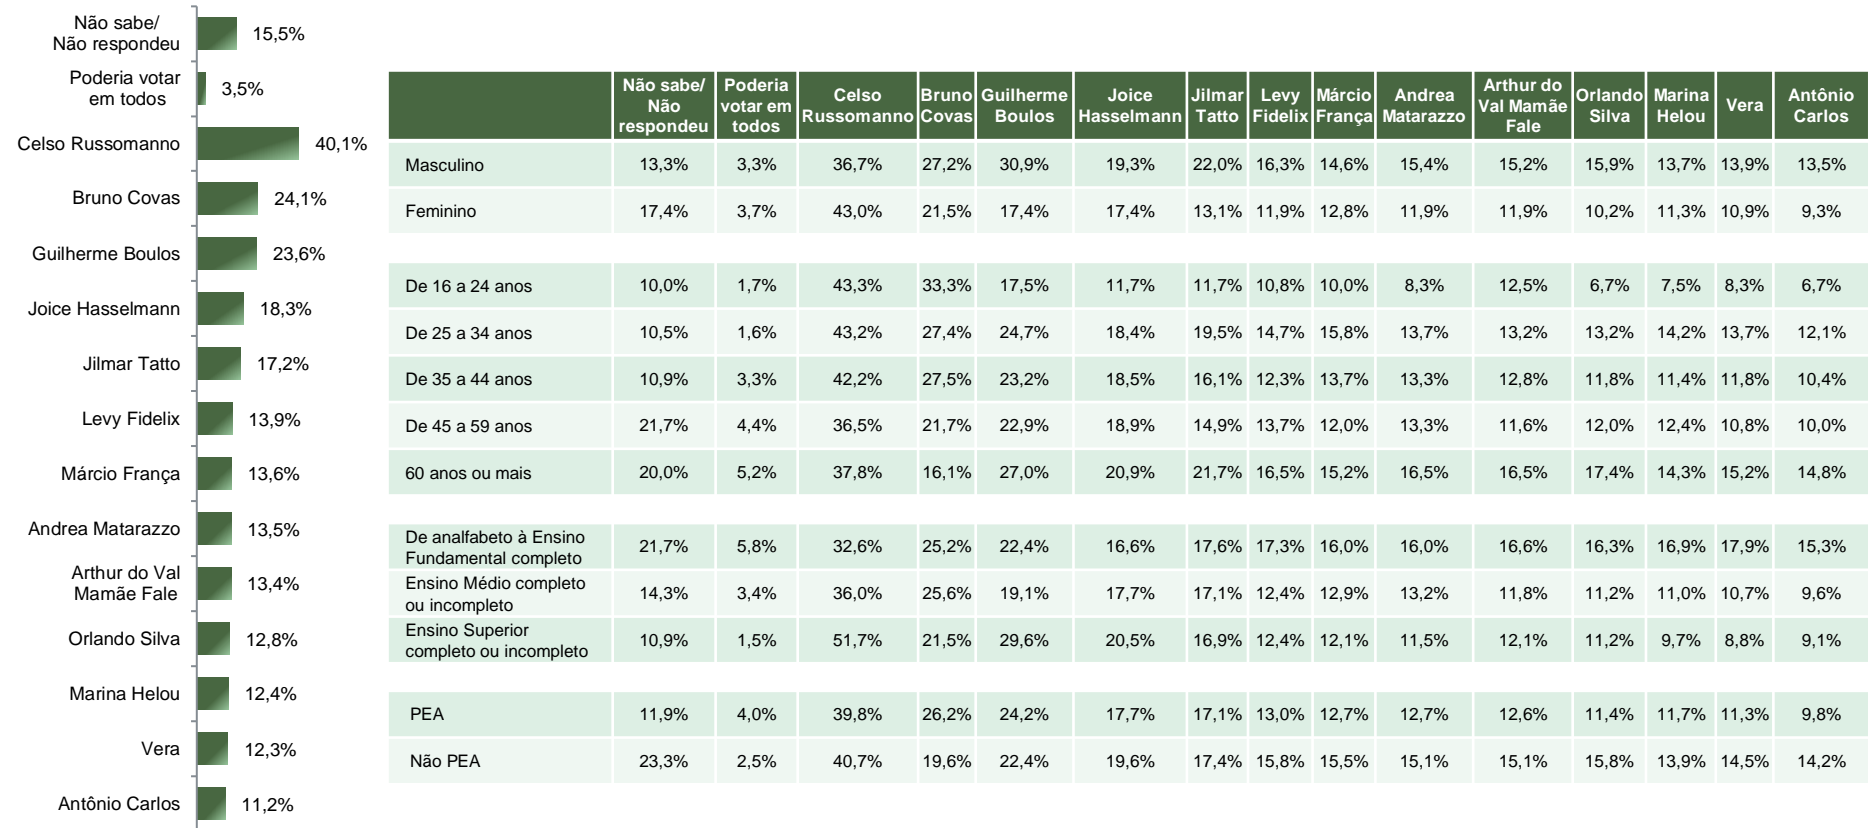 Não sabe/
Não respondeu
15,5%
Poderia votar
em todos
3,5%
Celso Russomanno
40,1%
Bruno Covas
24,1%
Guilherme Boulos
23,6%
Joice Hasselmann
18,3%
Jilmar Tatto
17,2%
Levy Fidelix
13,9%
Márcio França
13,6%
Andrea Matarazzo
13,5%
Arthur do Val
Mamãe Fale
13,4%
Orlando Silva
12,8%
Marina Helou
12,4%
Vera
12,3%
Antônio Carlos
11,2%
Não sabe/
Não
respondeu
Poderia
votar em
todos
Celso
Russomanno
Bruno
Covas
Guilherme
Boulos
Joice
Hasselmann
Jilmar
Tatto
Levy
Fidelix
Márcio
França
Andrea
Matarazzo
Arthur do
Val Mamãe
Fale
Orlando
Silva
Marina
Helou
Vera
Antônio
Carlos
Masculino 13,3% 3,3% 36,7% 27,2% 30,9% 19,3% 22,0% 16,3% 14,6% 15,4% 15,2% 15,9% 13,7% 13,9% 13,5%
Feminino 17,4% 3,7% 43,0% 21,5% 17,4% 17,4% 13,1% 11,9% 12,8% 11,9% 11,9% 10,2% 11,3% 10,9% 9,3%
De 16 a 24 anos 10,0% 1,7% 43,3% 33,3% 17,5% 11,7% 11,7% 10,8% 10,0% 8,3% 12,5% 6,7% 7,5% 8,3% 6,7%
De 25 a 34 anos 10,5% 1,6% 43,2% 27,4% 24,7% 18,4% 19,5% 14,7% 15,8% 13,7% 13,2% 13,2% 14,2% 13,7% 12,1%
De 35 a 44 anos 10,9% 3,3% 42,2% 27,5% 23,2% 18,5% 16,1% 12,3% 13,7% 13,3% 12,8% 11,8% 11,4% 11,8% 10,4%
De 45 a 59 anos 21,7% 4,4% 36,5% 21,7% 22,9% 18,9% 14,9% 13,7% 12,0% 13,3% 11,6% 12,0% 12,4% 10,8% 10,0%
60 anos ou mais 20,0% 5,2% 37,8% 16,1% 27,0% 20,9% 21,7% 16,5% 15,2% 16,5% 16,5% 17,4% 14,3% 15,2% 14,8%
De analfabeto à Ensino
Fundamental completo
21,7% 5,8% 32,6% 25,2% 22,4% 16,6% 17,6% 17,3% 16,0% 16,0% 16,6% 16,3% 16,9% 17,9% 15,3%
Ensino Médio completo
ou incompleto
14,3% 3,4% 36,0% 25,6% 19,1% 17,7% 17,1% 12,4% 12,9% 13,2% 11,8% 11,2% 11,0% 10,7% 9,6%
Ensino Superior
completo ou incompleto
10,9% 1,5% 51,7% 21,5% 29,6% 20,5% 16,9% 12,4% 12,1% 11,5% 12,1% 11,2% 9,7% 8,8% 9,1%
PEA 11,9% 4,0% 39,8% 26,2% 24,2% 17,7% 17,1% 13,0% 12,7% 12,7% 12,6% 11,4% 11,7% 11,3% 9,8%
Não PEA 23,3% 2,5% 40,7% 19,6% 22,4% 19,6% 17,4% 15,8% 15,5% 15,1% 15,1% 15,8% 13,9% 14,5% 14,2%